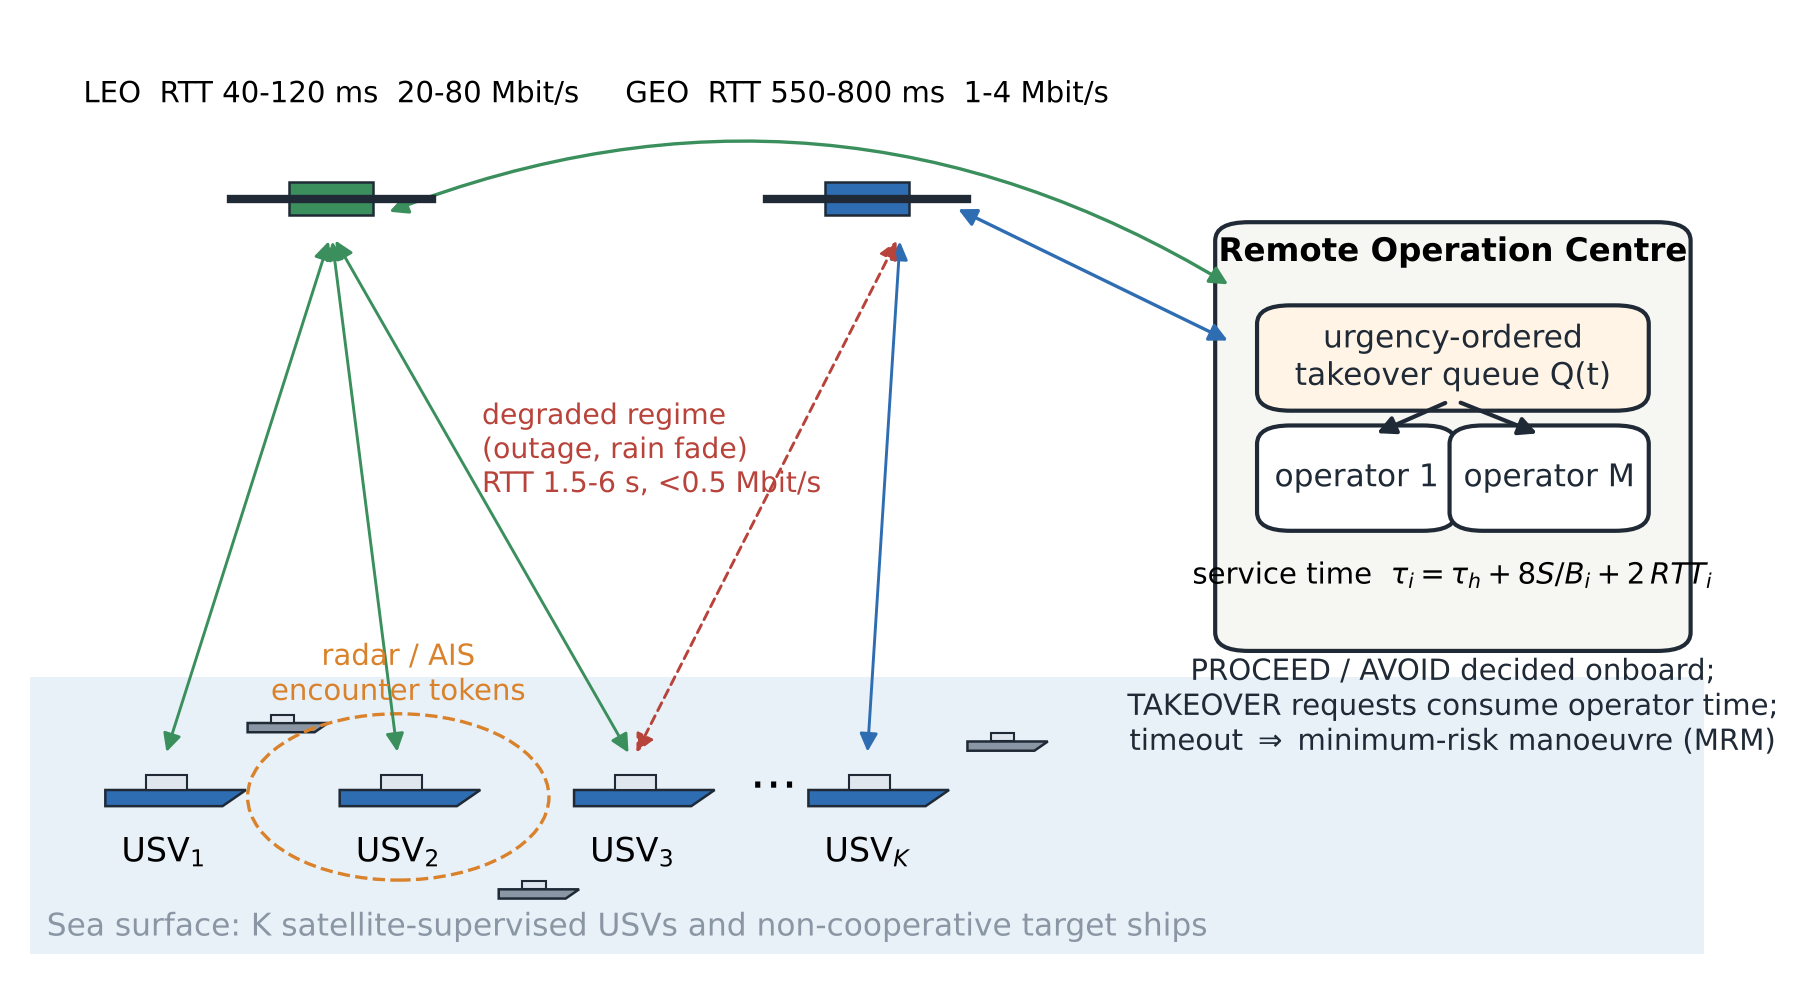 LEO  RTT 40-120 ms  20-80 Mbit/s
GEO  RTT 550-800 ms  1-4 Mbit/s
Remote Operation Centre
urgency-ordered
takeover queue Q(t)
operator 1
operator M
service time  τ_i = τ_h + 8S/B_i + 2 RTT_i
degraded regime
(outage, rain fade)
RTT 1.5-6 s, <0.5 Mbit/s
radar / AIS
encounter tokens
PROCEED / AVOID decided onboard;
TAKEOVER requests consume operator time;
timeout ⇒ minimum-risk manoeuvre (MRM)
...
USV₁
USV₂
USV₃
USV_K
Sea surface: K satellite-supervised USVs and non-cooperative target ships